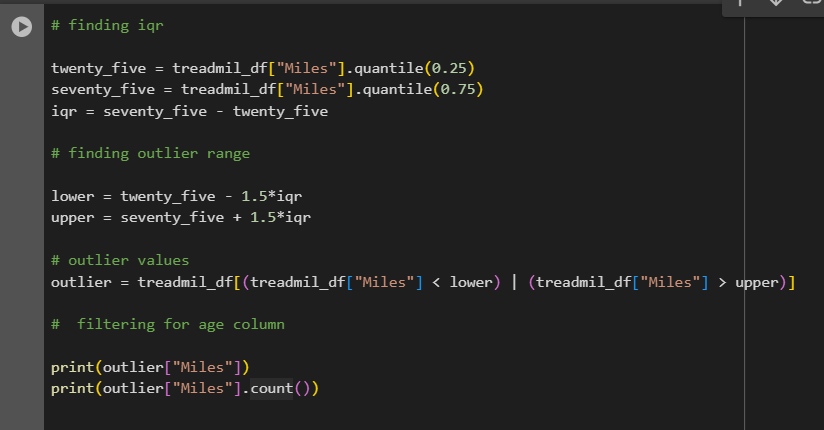 # finding iqr
twenty_five = treadmil_df["Miles"].quantile(0.25)
seventy_five = treadmil_df["Miles"].quantile(0.75)
iqr = seventy_five - twenty_five
# finding outlier range
lower = twenty_five - 1.5*iqr
upper = seventy_five + 1.5*iqr
# outlier values
outlier = treadmil_df[(treadmil_df["Miles"] < lower) | (treadmil_df["Miles"] > upper)]
#  filtering for age column
print(outlier["Miles"])
print(outlier["Miles"].count())